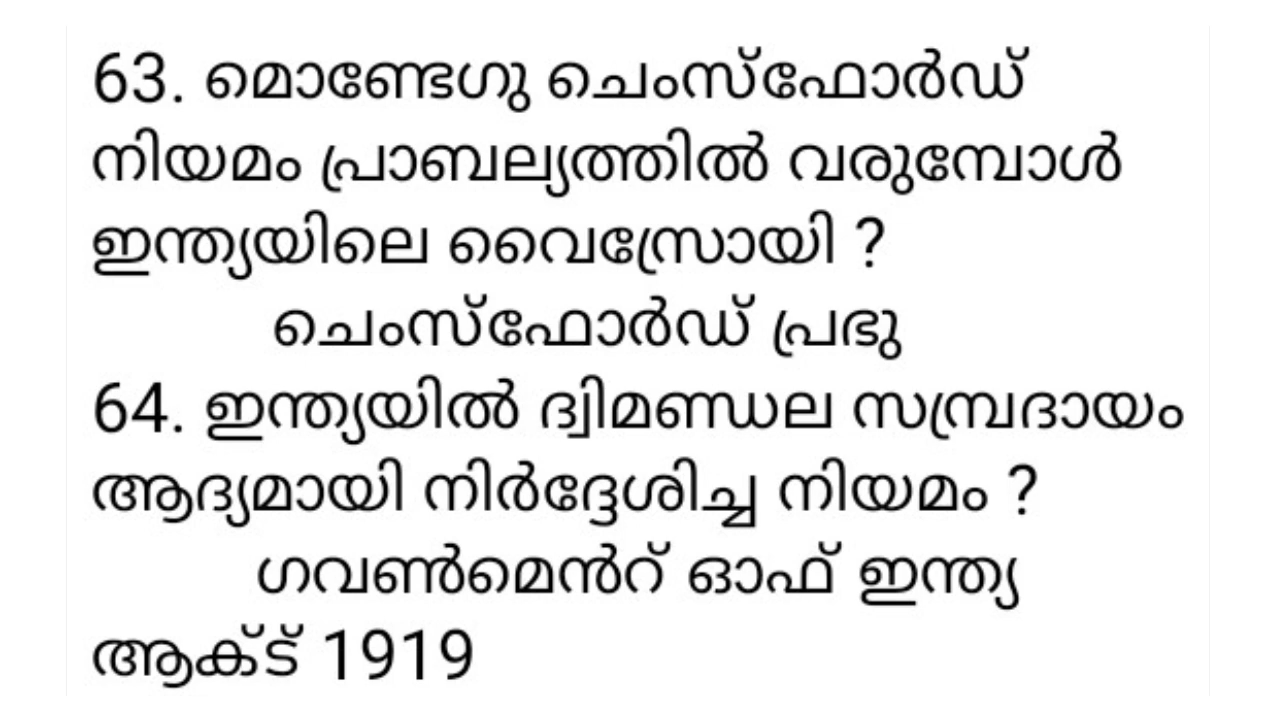 63. മൊണ്ടേഗു ചെംസ്ഫോർഡ്
നിയമം പ്രാബല്യത്തിൽ വരുമ്പോൾ
ഇന്ത്യയിലെ വൈസ്രോയി ?
ചെംസ്ഫോർഡ് പ്രഭു
64. ഇന്ത്യയിൽ ദ്വിമണ്ഡല സമ്പ്രദായം
ആദ്യമായി നിർദ്ദേശിച്ച നിയമം ?
ഗവൺമെൻറ് ഓഫ് ഇന്ത്യ
ആക്ട് 1919